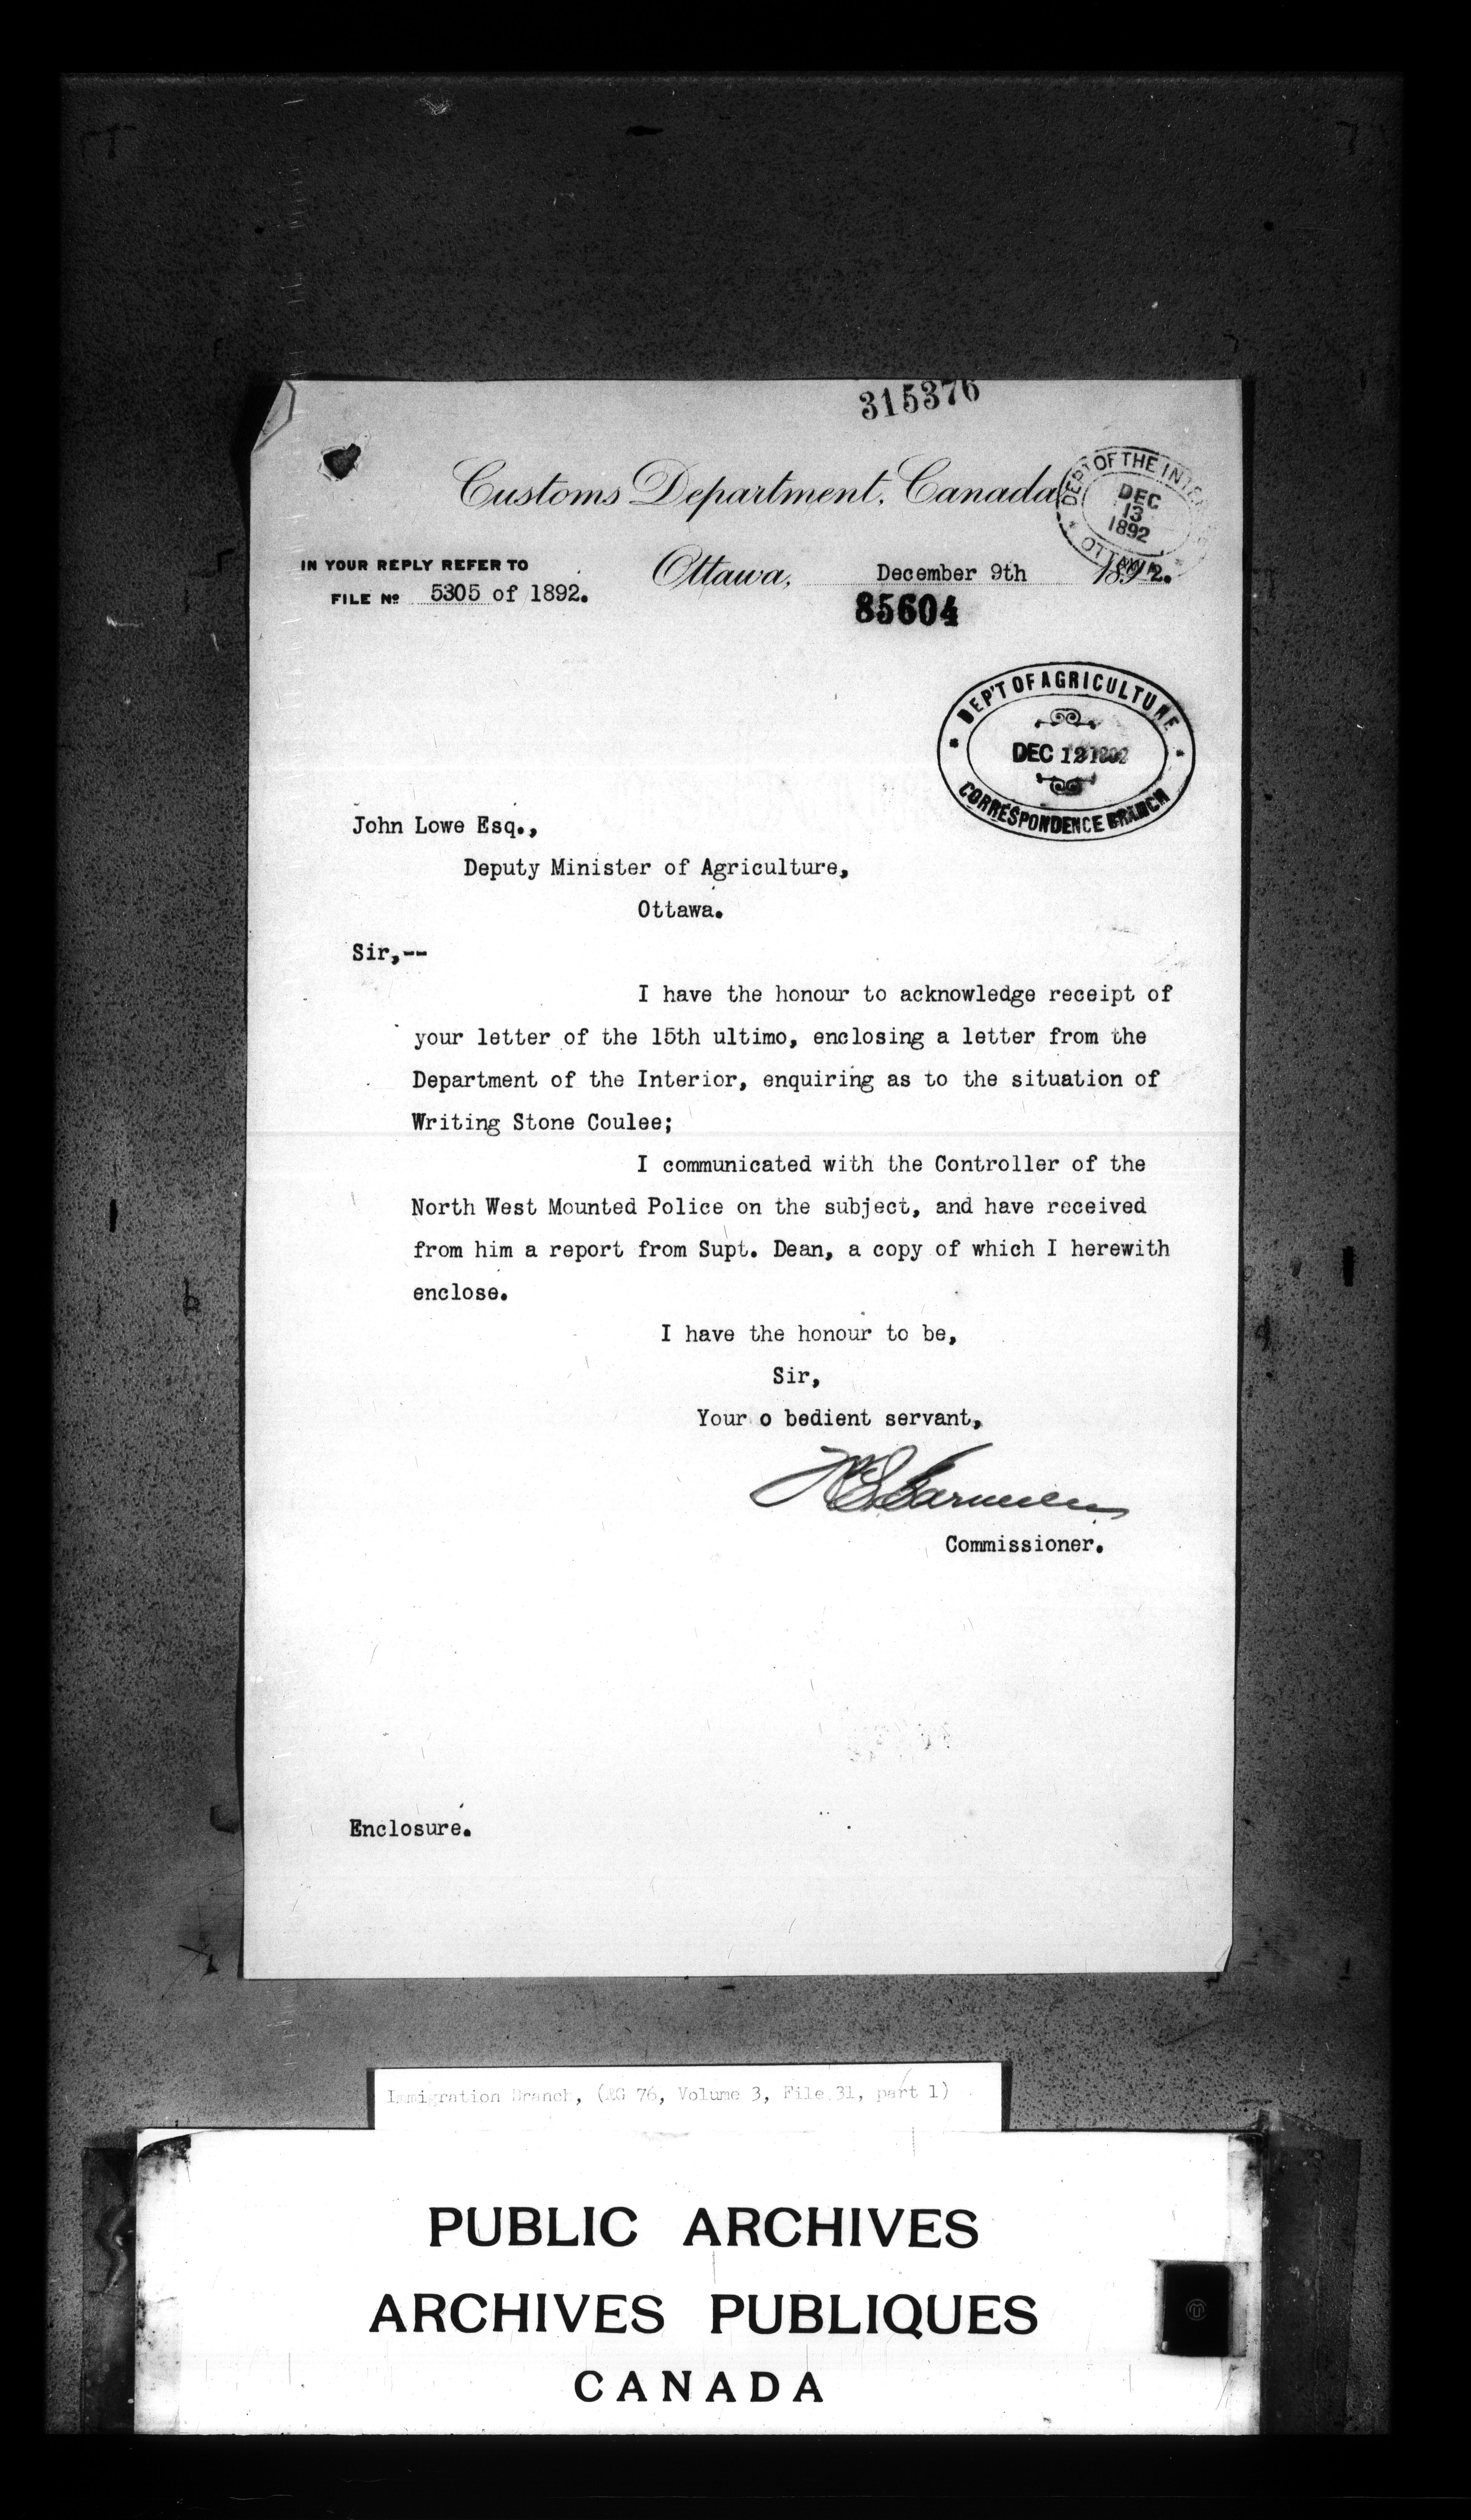 315376
Customs Department, Canada
DEP'T OF THE INTE
DEC
13
1892
OTTAWA
IN YOUR REPLY REFER TO
Ottawa, December 9th 1892.
FILE No 5305 of 1892.
85604
DEP'T OF AGRICULTURE
DEC 12 1892
CORRESPONDENCE BRANCH
John Lowe Esq.,
Deputy Minister of Agriculture,
Ottawa.
Sir,--
I have the honour to acknowledge receipt of
your letter of the 15th ultimo, enclosing a letter from the
Department of the Interior, enquiring as to the situation of
Writing Stone Coulee;
I communicated with the Controller of the
North West Mounted Police on the subject, and have received
from him a report from Supt. Dean, a copy of which I herewith
enclose.
I have the honour to be,
Sir,
Your o bedient servant,
Commissioner.
Enclosure.
Immigration Branch, (RG 76, Volume 3, File 31, part 1)
PUBLIC ARCHIVES
ARCHIVES PUBLIQUES
CANADA